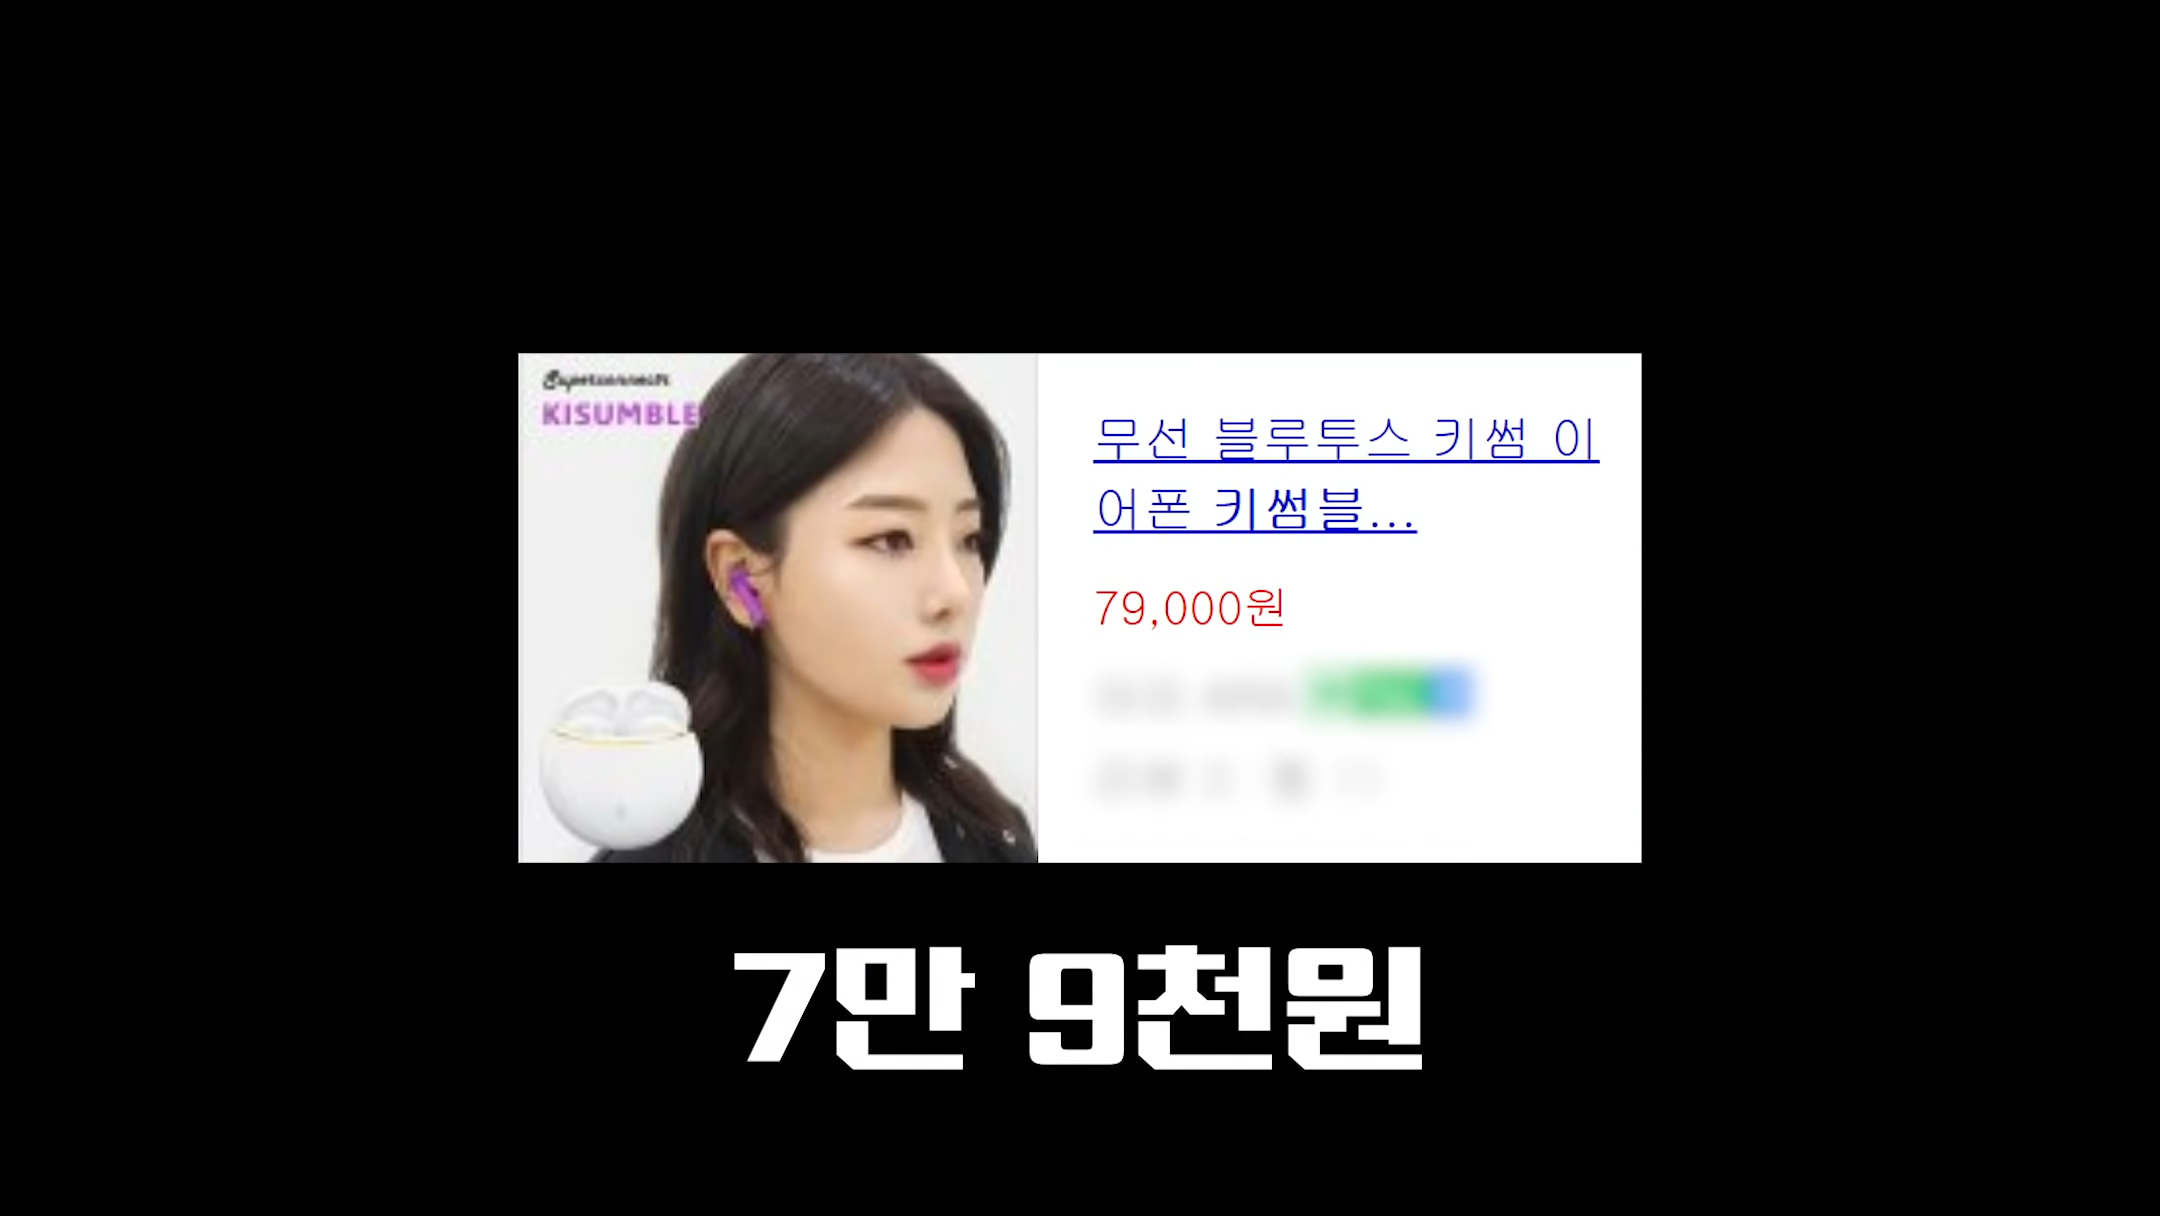 Superconnect
KISUMBLE
무선 블루투스 키썸 이
어폰 키썸블...
79,000원
7만 9천원